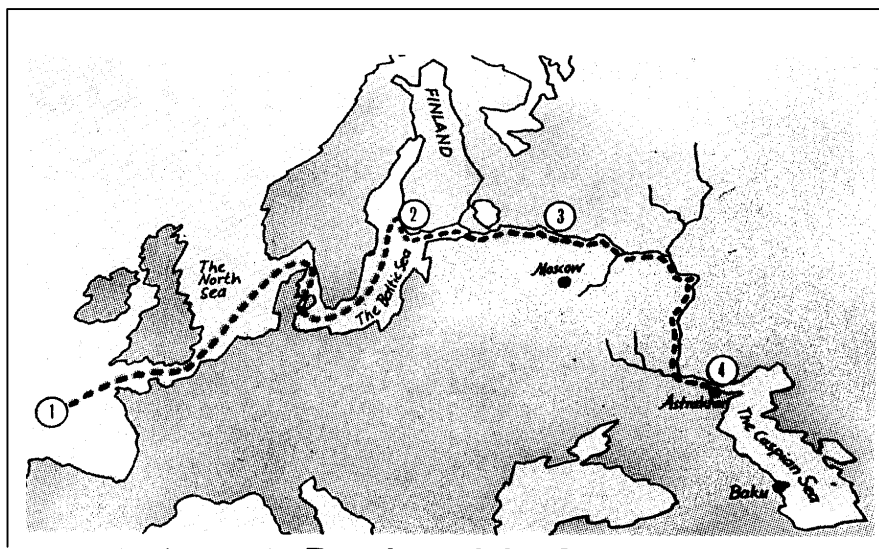 FINLAND
2
3
The
North
Sea
Moscow
The Baltic Sea
4
1
Astrakhan
The Caspian Sea
Baku